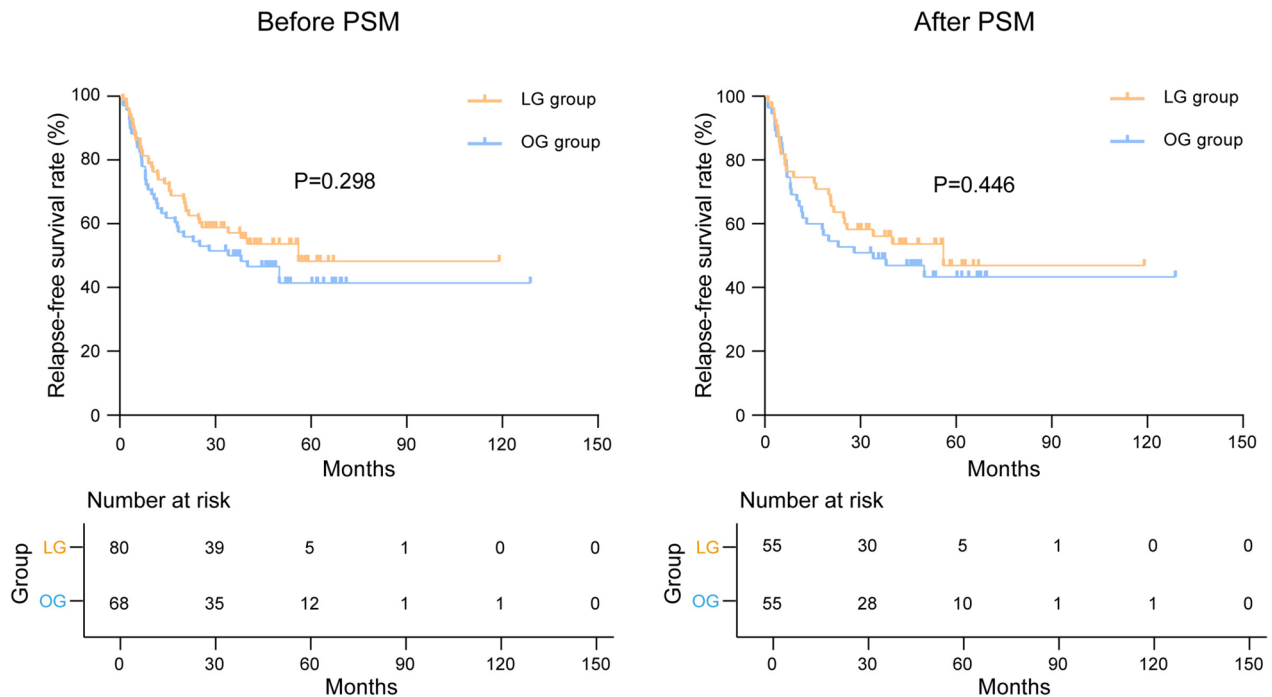 Before PSM
After PSM
Relapse-free survival rate (%)
100
80
60
40
20
0
LG group
OG group
P=0.298
0 30 60 90 120 150
Months
Relapse-free survival rate (%)
100
80
60
40
20
0
LG group
OG group
P=0.446
0 30 60 90 120 150
Months
Number at risk
Group
LG 80 39 5 1 0 0
OG 68 35 12 1 1 0
0 30 60 90 120 150
Months
Number at risk
Group
LG 55 30 5 1 0 0
OG 55 28 10 1 1 0
0 30 60 90 120 150
Months